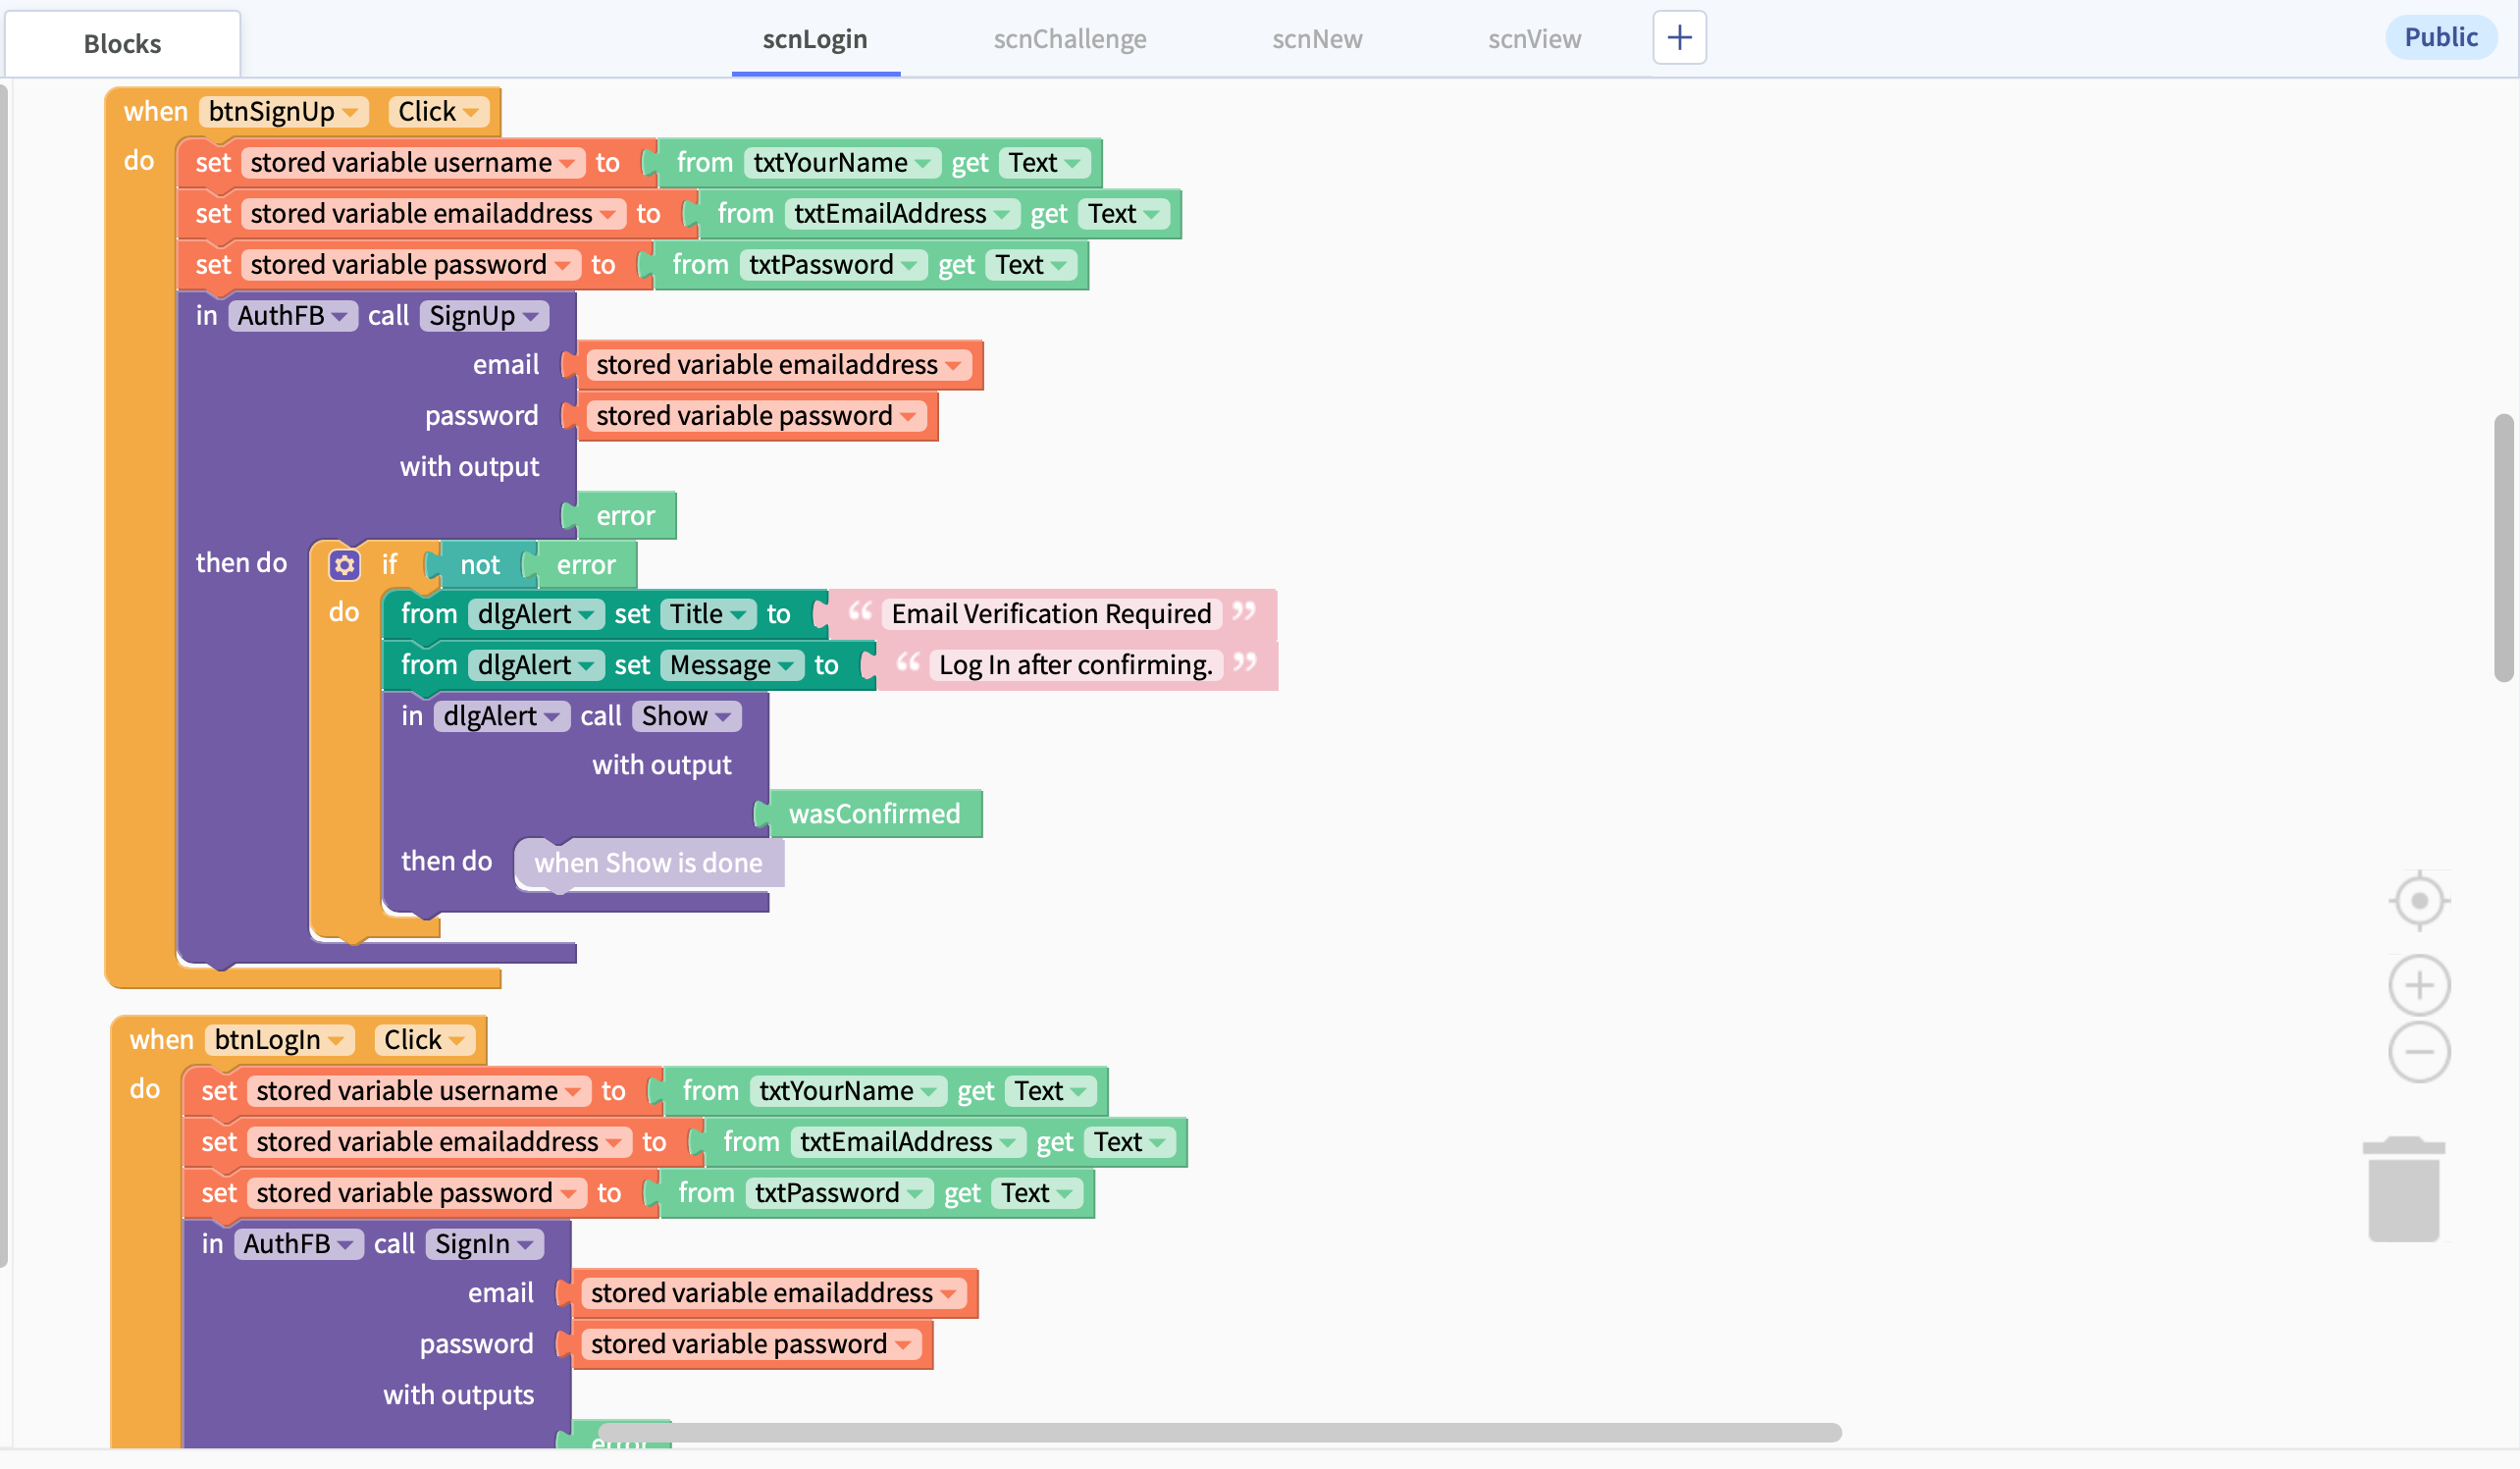 Blocks
scnLogin scnChallenge scnNew scnView
Public
when btnSignUp Click
do set stored variable username to from txtYourName get Text
set stored variable emailaddress to from txtEmailAddress get Text
set stored variable password to from txtPassword get Text
in AuthFB call SignUp
email stored variable emailaddress
password stored variable password
with output
error
then do if not error
do from dlgAlert set Title to “ Email Verification Required ”
from dlgAlert set Message to “ Log In after confirming. ”
in dlgAlert call Show
with output
wasConfirmed
then do when Show is done
when btnLogIn Click
do set stored variable username to from txtYourName get Text
set stored variable emailaddress to from txtEmailAddress get Text
set stored variable password to from txtPassword get Text
in AuthFB call SignIn
email stored variable emailaddress
password stored variable password
with outputs
error